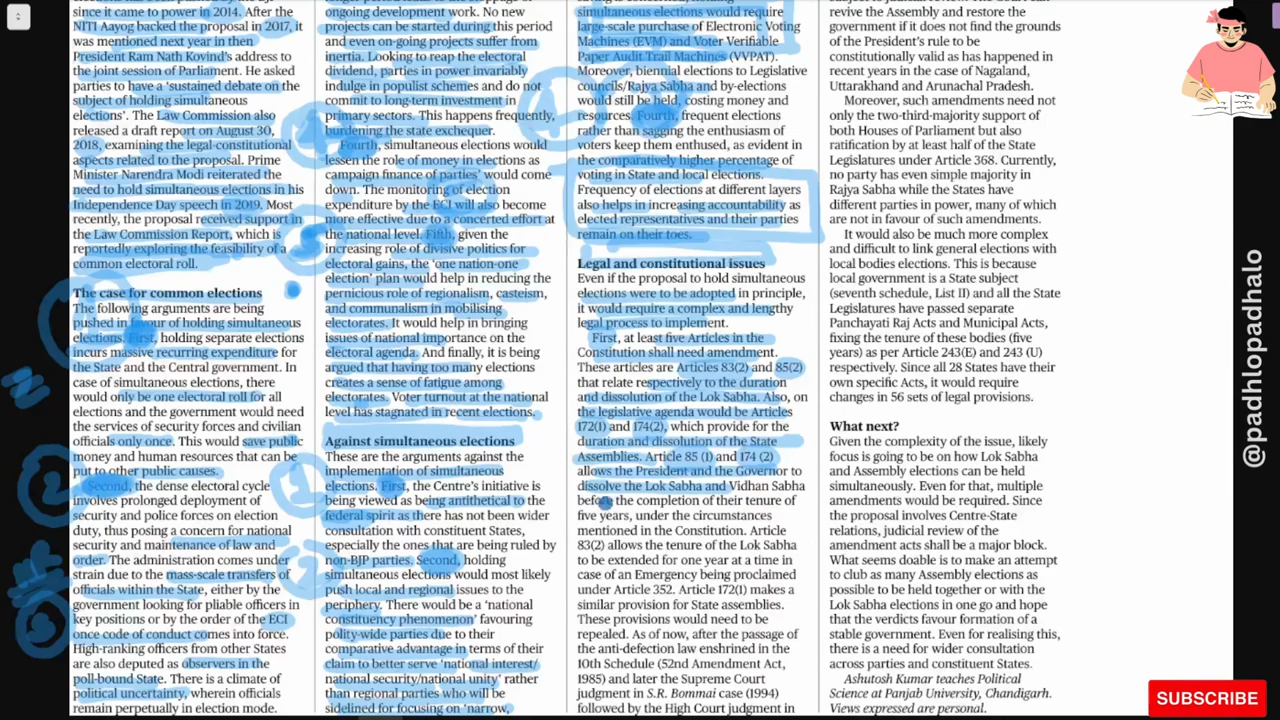 since it came to power in 2014. After the
NITI Aayog backed the proposal in 2017, it
was mentioned next year in then
President Ram Nath Kovind's address to
the joint session of Parliament. He asked
parties to have a 'sustained debate on the
subject of holding simultaneous
elections'. The Law Commission also
released a draft report on August 30,
2018, examining the legal-constitutional
aspects related to the proposal. Prime
Minister Narendra Modi reiterated the
need to hold simultaneous elections in his
Independence Day speech in 2019. Most
recently, the proposal received support in
the Law Commission Report, which is
reportedly exploring the feasibility of a
common electoral roll.
The case for common elections
The following arguments are being
pushed in favour of holding simultaneous
elections. First, holding separate elections
incurs massive recurring expenditure for
the State and the Central government. In
case of simultaneous elections, there
would only be one electoral roll for all
elections and the government would need
the services of security forces and civilian
officials only once. This would save public
money and human resources that can be
put to other public causes.
Second, the dense electoral cycle
involves prolonged deployment of
security and police forces on election
duty, thus posing a concern for national
security and maintenance of law and
order. The administration comes under
strain due to the mass-scale transfers of
officials within the State, either by the
government looking for pliable officers in
key positions or by the order of the ECI
once code of conduct comes into force.
High-ranking officers from other States
are also deputed as observers in the
poll-bound State. There is a climate of
political uncertainty, wherein officials
remain perpetually in election mode.
ongoing development work. No new
projects can be started during this period
and even on-going projects suffer from
inertia. Looking to reap the electoral
dividend, parties in power invariably
indulge in populist schemes and do not
commit to long-term investment in
primary sectors. This happens frequently,
burdening the state exchequer.
Fourth, simultaneous elections would
lessen the role of money in elections as
campaign finance of parties' would come
down. The monitoring of election
expenditure by the ECI will also become
more effective due to a concerted effort at
the national level. Fifth, given the
increasing role of divisive politics for
electoral gains, the 'one nation-one
election' plan would help in reducing the
pernicious role of regionalism, casteism,
and communalism in mobilising
electorates. It would help in bringing
issues of national importance on the
electoral agenda. And finally, it is being
argued that having too many elections
creates a sense of fatigue among
electorates. Voter turnout at the national
level has stagnated in recent elections.
Against simultaneous elections
These are the arguments against the
implementation of simultaneous
elections. First, the Centre's initiative is
being viewed as being antithetical to the
federal spirit as there has not been wider
consultation with constituent States,
especially the ones that are being ruled by
non-BJP parties. Second, holding
simultaneous elections would most likely
push local and regional issues to the
periphery. There would be a 'national
constituency phenomenon' favouring
polity-wide parties due to their
comparative advantage in terms of their
claim to better serve 'national interest/
national security/national unity' rather
than regional parties who will be
sidelined for focusing on 'narrow,
simultaneous elections would require
large-scale purchase of Electronic Voting
Machines (EVM) and Voter Verifiable
Paper Audit Trail Machines (VVPAT).
Moreover, biennial elections to Legislative
councils/Rajya Sabha and by-elections
would still be held, costing money and
resources. Fourth, frequent elections
rather than sagging the enthusiasm of
voters keep them enthused, as evident in
the comparatively higher percentage of
voting in State and local elections.
Frequency of elections at different layers
also helps in increasing accountability as
elected representatives and their parties
remain on their toes.
Legal and constitutional issues
Even if the proposal to hold simultaneous
elections were to be adopted in principle,
it would require a complex and lengthy
legal process to implement.
First, at least five Articles in the
Constitution shall need amendment.
These articles are Articles 83(2) and 85(2)
that relate respectively to the duration
and dissolution of the Lok Sabha. Also, on
the legislative agenda would be Articles
172(1) and 174(2), which provide for the
duration and dissolution of the State
Assemblies. Article 85 (1) and 174 (2)
allows the President and the Governor to
dissolve the Lok Sabha and Vidhan Sabha
before the completion of their tenure of
five years, under the circumstances
mentioned in the Constitution. Article
83(2) allows the tenure of the Lok Sabha
to be extended for one year at a time in
case of an Emergency being proclaimed
under Article 352. Article 172(1) makes a
similar provision for State assemblies.
These provisions would need to be
repealed. As of now, after the passage of
the anti-defection law enshrined in the
10th Schedule (52nd Amendment Act,
1985) and later the Supreme Court
judgment in S.R. Bommai case (1994)
followed by the High Court judgment in
revive the Assembly and restore the
government if it does not find the grounds
of the President's rule to be
constitutionally valid as has happened in
recent years in the case of Nagaland,
Uttarakhand and Arunachal Pradesh.
Moreover, such amendments need not
only the two-third-majority support of
both Houses of Parliament but also
ratification by at least half of the State
Legislatures under Article 368. Currently,
no party has even simple majority in
Rajya Sabha while the States have
different parties in power, many of which
are not in favour of such amendments.
It would also be much more complex
and difficult to link general elections with
local bodies elections. This is because
local government is a State subject
(seventh schedule, List II) and all the State
Legislatures have passed separate
Panchayati Raj Acts and Municipal Acts,
fixing the tenure of these bodies (five
years) as per Article 243(E) and 243 (U)
respectively. Since all 28 States have their
own specific Acts, it would require
changes in 56 sets of legal provisions.
What next?
Given the complexity of the issue, likely
focus is going to be on how Lok Sabha
and Assembly elections can be held
simultaneously. Even for that, multiple
amendments would be required. Since
the proposal involves Centre-State
relations, judicial review of the
amendment acts shall be a major block.
What seems doable is to make an attempt
to club as many Assembly elections as
possible to be held together or with the
Lok Sabha elections in one go and hope
that the verdicts favour formation of a
stable government. Even for realising this,
there is a need for wider consultation
across parties and constituent States.
Ashutosh Kumar teaches Political
Science at Panjab University, Chandigarh.
Views expressed are personal.
@padhlopadhalo
SUBSCRIBE